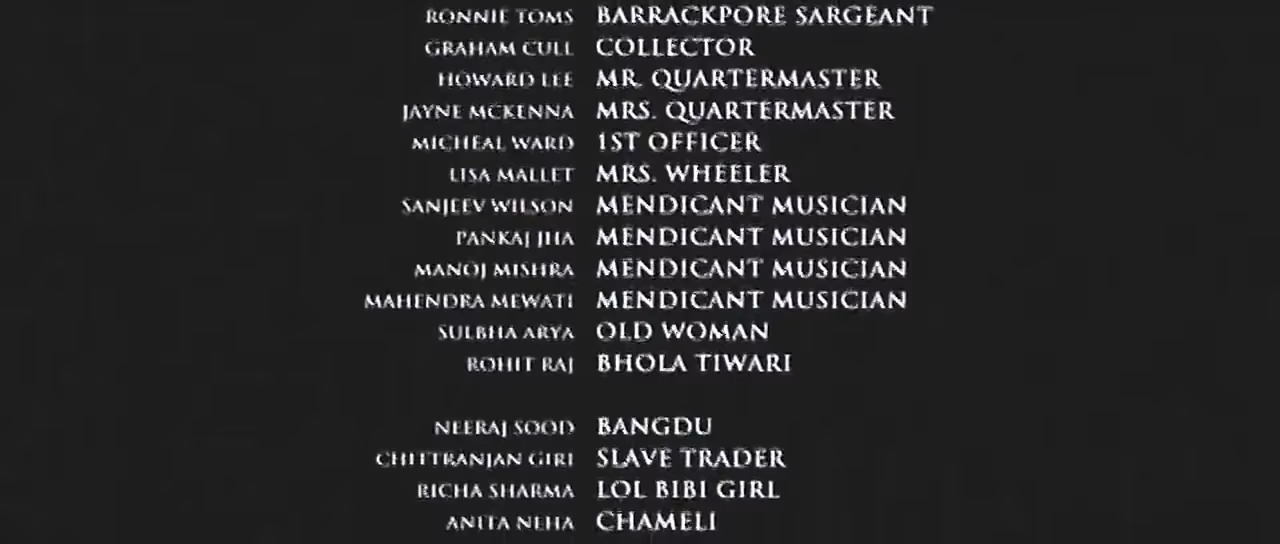 RONNIE TOMS BARRACKPORE SARGEANT
GRAHAM CULL COLLECTOR
HOWARD LEE MR. QUARTERMASTER
JAYNE MCKENNA MRS. QUARTERMASTER
MICHEAL WARD 1ST OFFICER
LISA MALLET MRS. WHEELER
SANJEEV WILSON MENDICANT MUSICIAN
PANKAJ JHA MENDICANT MUSICIAN
MANOJ MISHRA MENDICANT MUSICIAN
MAHENDRA MEWATI MENDICANT MUSICIAN
SULBHA ARYA OLD WOMAN
ROHIT RAJ BHOLA TIWARI
NEERAJ SOOD BANGDU
CHITTRANJAN GIRI SLAVE TRADER
RICHA SHARMA LOL BIBI GIRL
ANITA NEHA CHAMELI